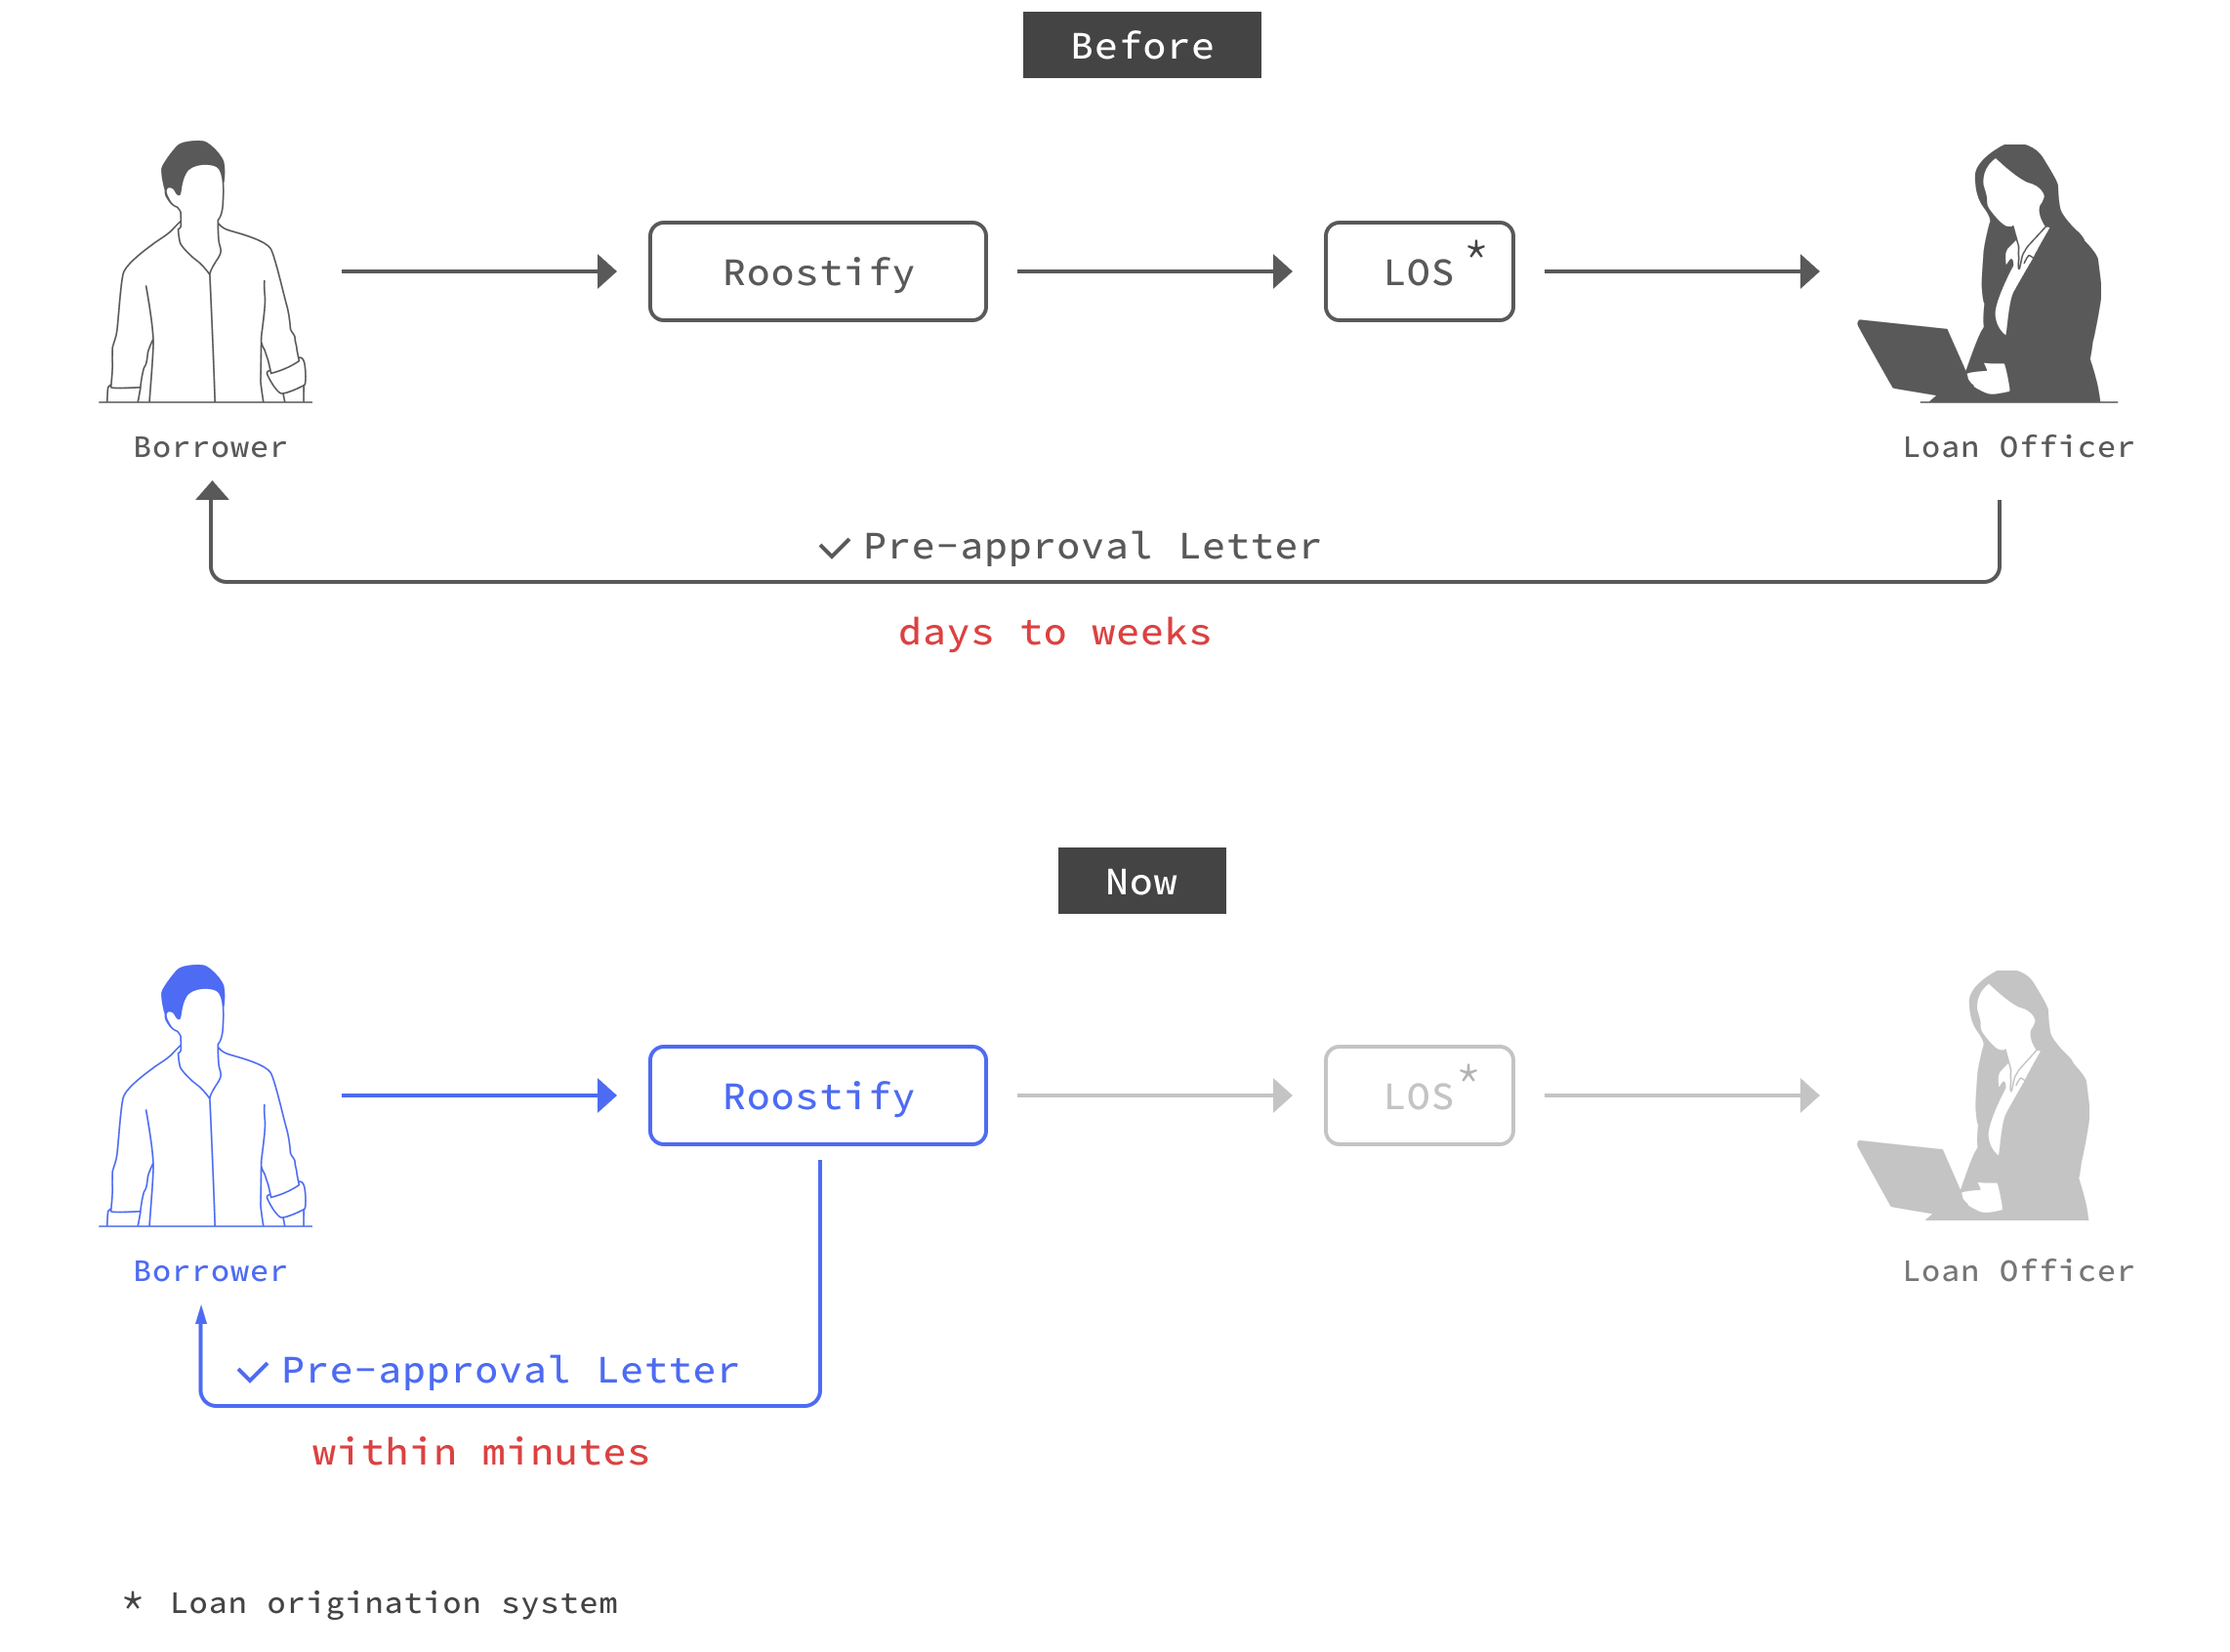 Before
Roostify
LOS*
Borrower
Loan Officer
✓ Pre-approval Letter
days to weeks
Now
Roostify
LOS*
Borrower
Loan Officer
✓ Pre-approval Letter
within minutes
* Loan origination system